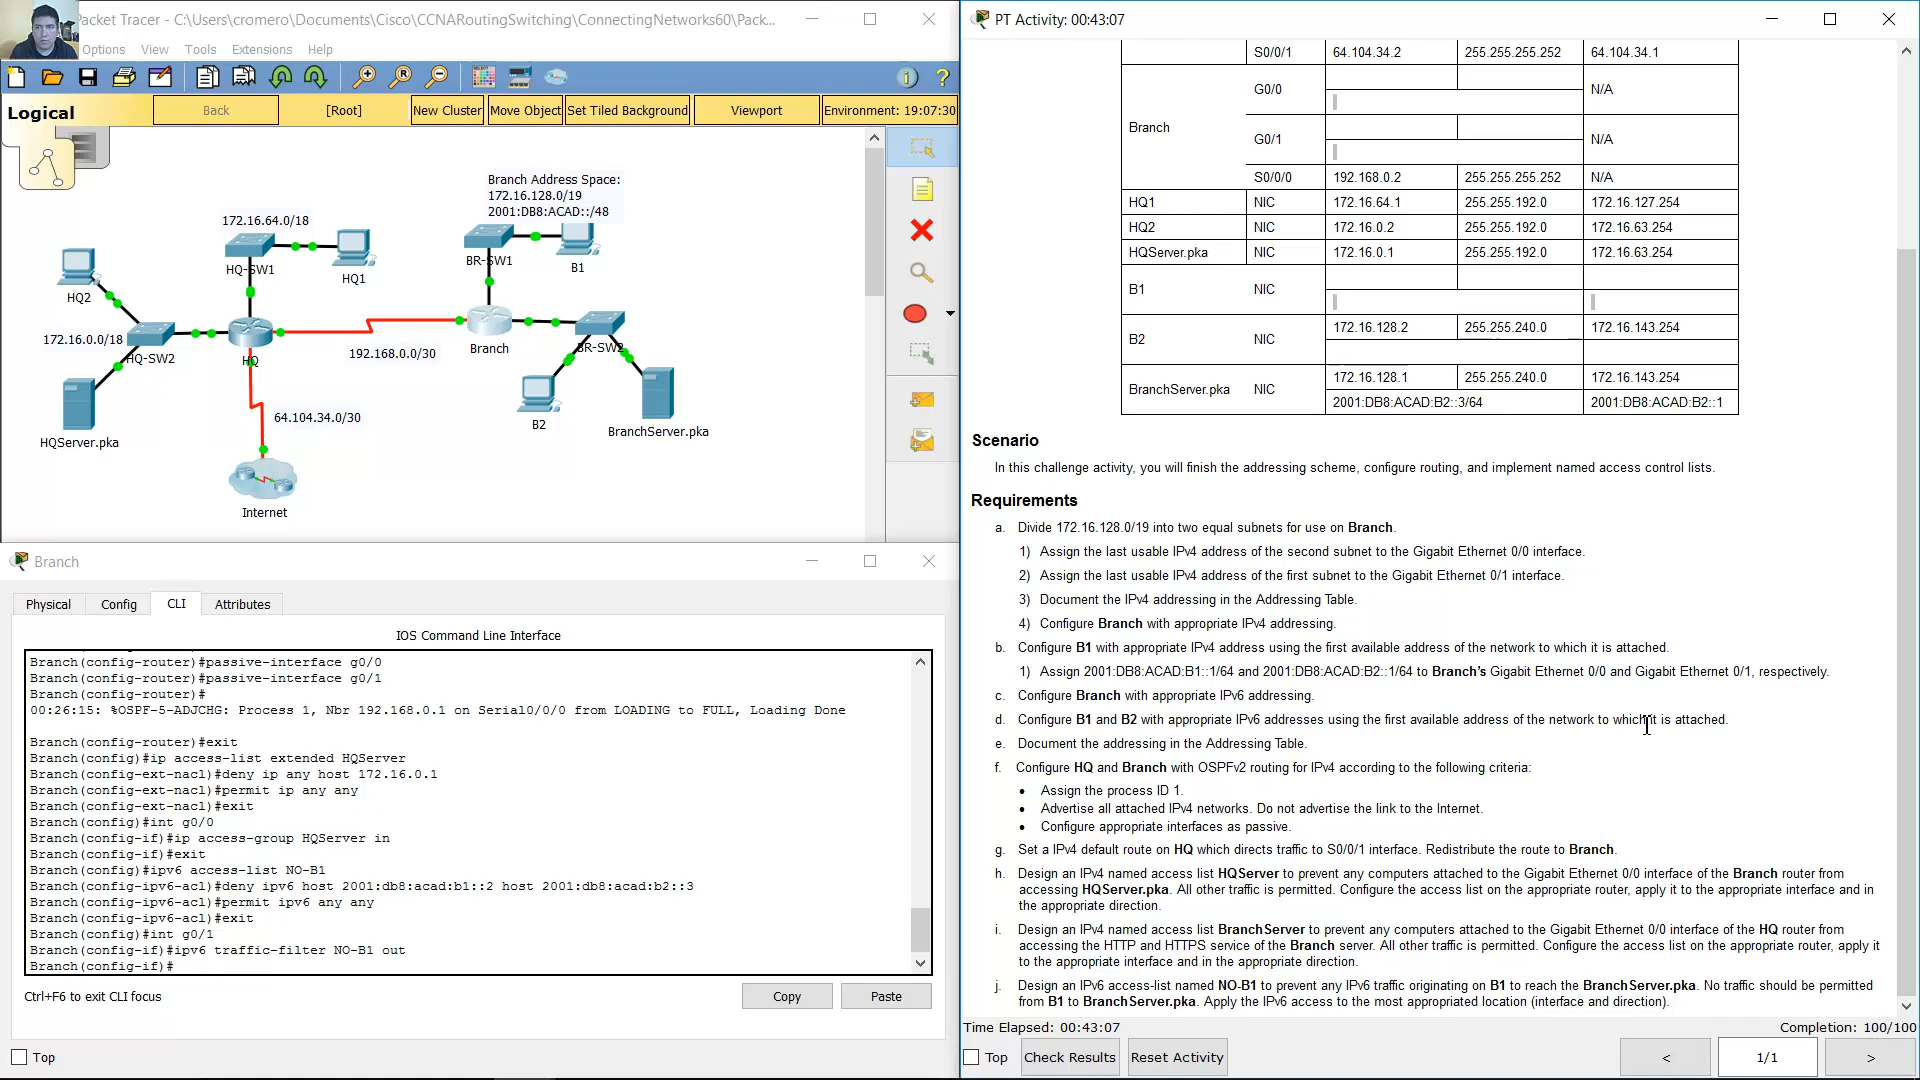 Packet Tracer - C:\Users\cromero\Documents\Cisco\CCNARoutingSwitching\ConnectingNetworks60\Pack...
Options View Tools Extensions Help
Logical
Back
[Root]
New Cluster
Move Object
Set Tiled Background
Viewport
Environment: 19:07:30
Branch Address Space:
172.16.128.0/19
2001:DB8:ACAD::/48
172.16.64.0/18
HQ-SW1
HQ1
BR-SW1
B1
HQ2
172.16.0.0/18
HQ-SW2
HQ
192.168.0.0/30
Branch
BR-SW2
64.104.34.0/30
B2
BranchServer.pka
HQServer.pka
Internet
Branch
Physical Config CLI Attributes
IOS Command Line Interface
Branch(config-router)#passive-interface g0/0
Branch(config-router)#passive-interface g0/1
Branch(config-router)#
00:26:15: %OSPF-5-ADJCHG: Process 1, Nbr 192.168.0.1 on Serial0/0/0 from LOADING to FULL, Loading Done
Branch(config-router)#exit
Branch(config)#ip access-list extended HQServer
Branch(config-ext-nacl)#deny ip any host 172.16.0.1
Branch(config-ext-nacl)#permit ip any any
Branch(config-ext-nacl)#exit
Branch(config)#int g0/0
Branch(config-if)#ip access-group HQServer in
Branch(config-if)#exit
Branch(config)#ipv6 access-list NO-B1
Branch(config-ipv6-acl)#deny ipv6 host 2001:db8:acad:b1::2 host 2001:db8:acad:b2::3
Branch(config-ipv6-acl)#permit ipv6 any any
Branch(config-ipv6-acl)#exit
Branch(config)#int g0/1
Branch(config-if)#ipv6 traffic-filter NO-B1 out
Branch(config-if)#
Ctrl+F6 to exit CLI focus
Copy
Paste
Top
PT Activity: 00:43:07
S0/0/1 64.104.34.2 255.255.255.252 64.104.34.1
Branch
G0/0 N/A
G0/1 N/A
S0/0/0 192.168.0.2 255.255.255.252 N/A
HQ1 NIC 172.16.64.1 255.255.192.0 172.16.127.254
HQ2 NIC 172.16.0.2 255.255.192.0 172.16.63.254
HQServer.pka NIC 172.16.0.1 255.255.192.0 172.16.63.254
B1 NIC
B2 NIC 172.16.128.2 255.255.240.0 172.16.143.254
BranchServer.pka NIC 172.16.128.1 255.255.240.0 172.16.143.254
2001:DB8:ACAD:B2::3/64 2001:DB8:ACAD:B2::1
Scenario
In this challenge activity, you will finish the addressing scheme, configure routing, and implement named access control lists.
Requirements
a. Divide 172.16.128.0/19 into two equal subnets for use on Branch.
1) Assign the last usable IPv4 address of the second subnet to the Gigabit Ethernet 0/0 interface.
2) Assign the last usable IPv4 address of the first subnet to the Gigabit Ethernet 0/1 interface.
3) Document the IPv4 addressing in the Addressing Table.
4) Configure Branch with appropriate IPv4 addressing.
b. Configure B1 with appropriate IPv4 address using the first available address of the network to which it is attached.
1) Assign 2001:DB8:ACAD:B1::1/64 and 2001:DB8:ACAD:B2::1/64 to Branch's Gigabit Ethernet 0/0 and Gigabit Ethernet 0/1, respectively.
c. Configure Branch with appropriate IPv6 addressing.
d. Configure B1 and B2 with appropriate IPv6 addresses using the first available address of the network to which it is attached.
e. Document the addressing in the Addressing Table.
f. Configure HQ and Branch with OSPFv2 routing for IPv4 according to the following criteria:
• Assign the process ID 1.
• Advertise all attached IPv4 networks. Do not advertise the link to the Internet.
• Configure appropriate interfaces as passive.
g. Set a IPv4 default route on HQ which directs traffic to S0/0/1 interface. Redistribute the route to Branch.
h. Design an IPv4 named access list HQServer to prevent any computers attached to the Gigabit Ethernet 0/0 interface of the Branch router from
accessing HQServer.pka. All other traffic is permitted. Configure the access list on the appropriate router, apply it to the appropriate interface and in
the appropriate direction.
i. Design an IPv4 named access list BranchServer to prevent any computers attached to the Gigabit Ethernet 0/0 interface of the HQ router from
accessing the HTTP and HTTPS service of the Branch server. All other traffic is permitted. Configure the access list on the appropriate router, apply it
to the appropriate interface and in the appropriate direction.
j. Design an IPv6 access-list named NO-B1 to prevent any IPv6 traffic originating on B1 to reach the BranchServer.pka. No traffic should be permitted
from B1 to BranchServer.pka. Apply the IPv6 access to the most appropriated location (interface and direction).
Time Elapsed: 00:43:07
Completion: 100/100
Top
Check Results
Reset Activity
<
1/1
>